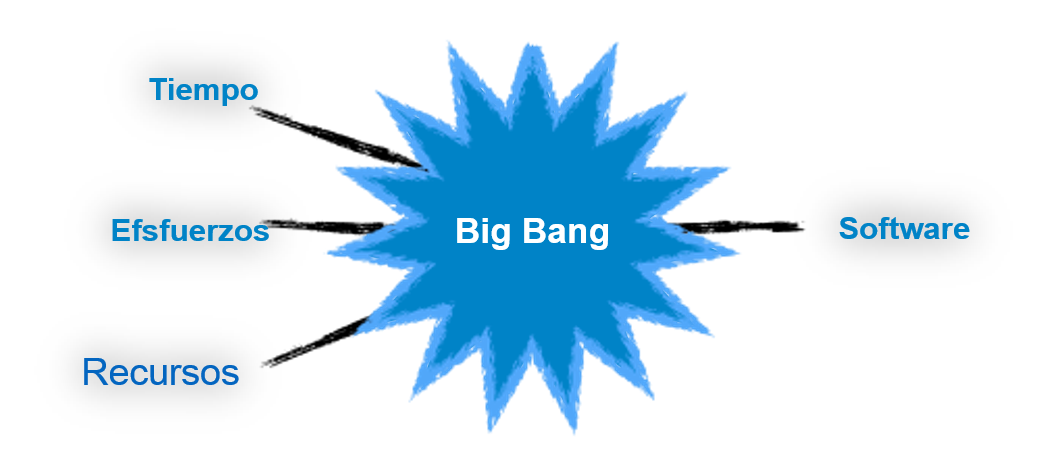 Tiempo
Efsfuerzos
Recursos
Big Bang
Software